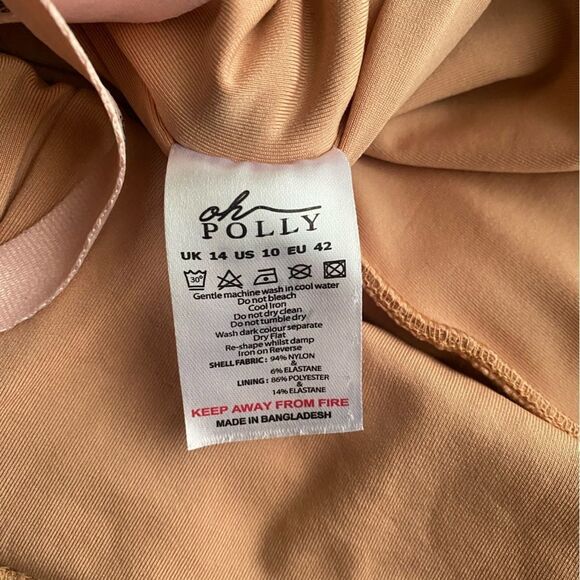 oh
POLLY
UK 14 US 10 EU 42
30°
Gentle machine wash in cool water
Do not bleach
Cool Iron
Do not dry clean
Do not tumble dry
Wash dark colour separate
Dry Flat
Re-shape whilst damp
Iron on Reverse
SHELL FABRIC : 94% NYLON
&
6% ELASTANE
LINING : 86% POLYESTER
&
14% ELASTANE
KEEP AWAY FROM FIRE
MADE IN BANGLADESH